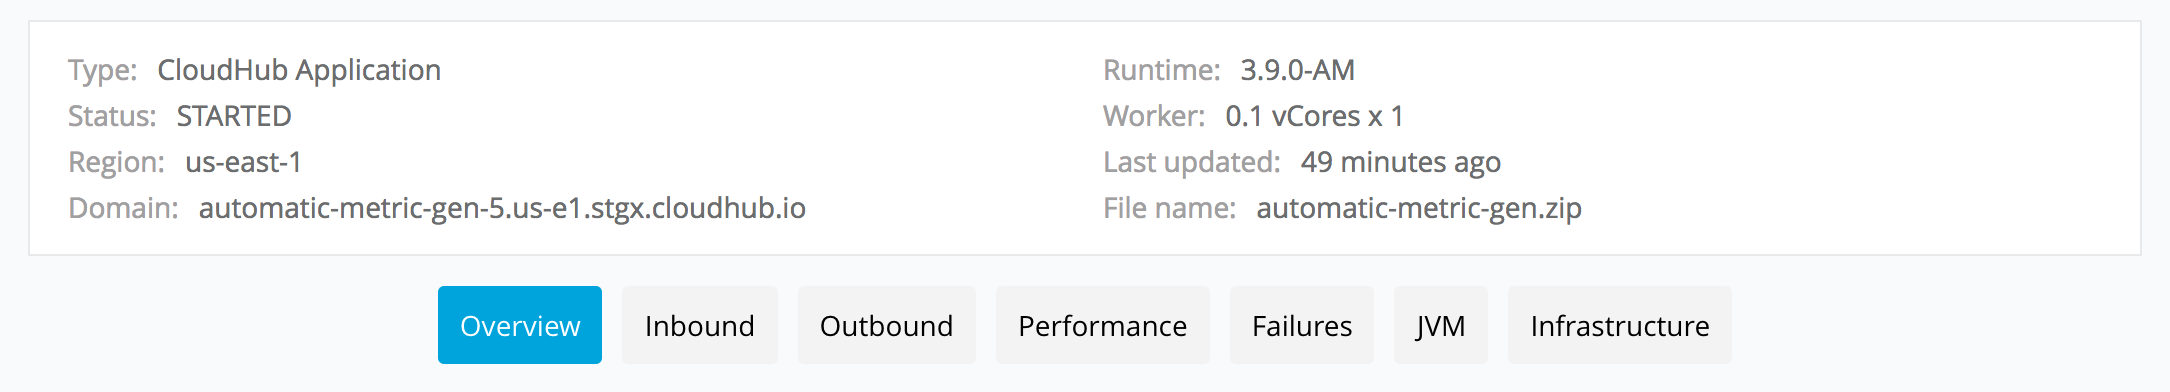 Type: CloudHub Application
Status: STARTED
Region: us-east-1
Domain: automatic-metric-gen-5.us-e1.stgx.cloudhub.io
Runtime: 3.9.0-AM
Worker: 0.1 vCores x 1
Last updated: 49 minutes ago
File name: automatic-metric-gen.zip
Overview Inbound Outbound Performance Failures JVM Infrastructure